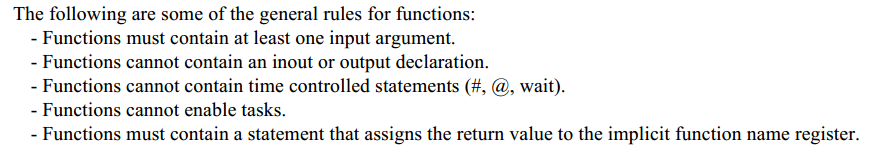 The following are some of the general rules for functions:
- Functions must contain at least one input argument.
- Functions cannot contain an inout or output declaration.
- Functions cannot contain time controlled statements (#, @, wait).
- Functions cannot enable tasks.
- Functions must contain a statement that assigns the return value to the implicit function name register.